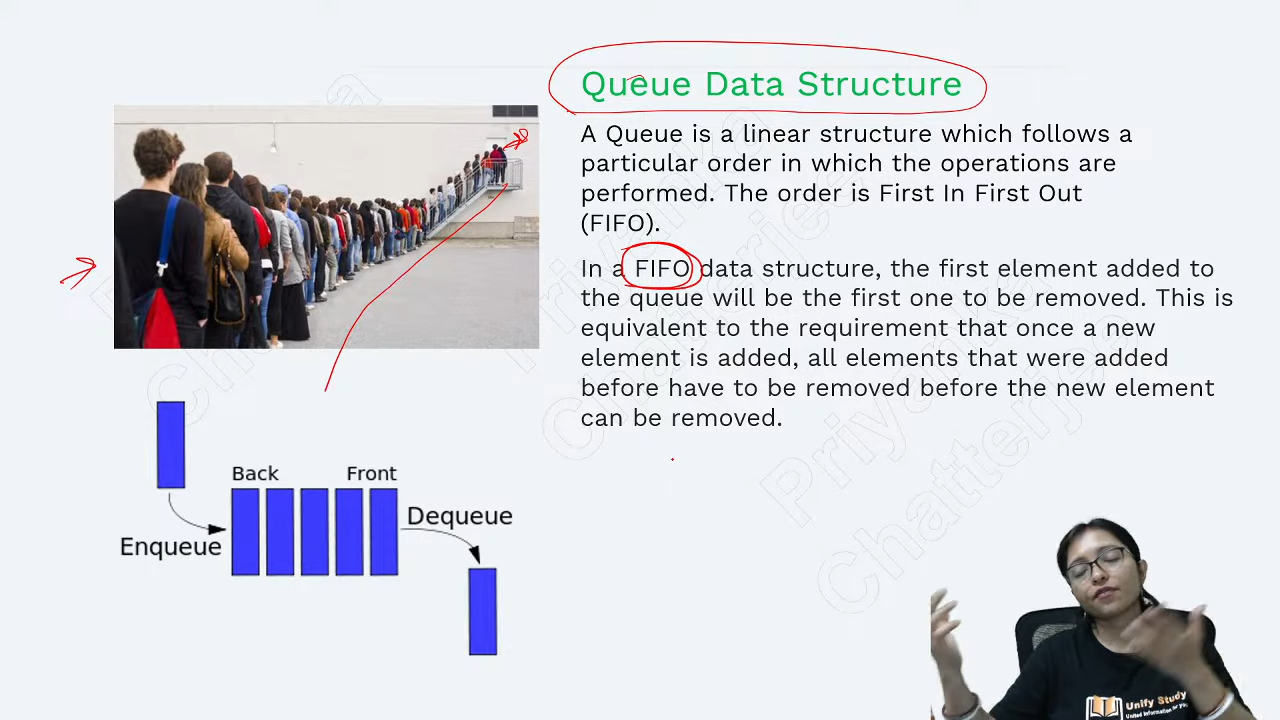 Queue Data Structure
A Queue is a linear structure which follows a
particular order in which the operations are
performed. The order is First In First Out
(FIFO).
In a FIFO data structure, the first element added to
the queue will be the first one to be removed. This is
equivalent to the requirement that once a new
element is added, all elements that were added
before have to be removed before the new element
can be removed.
Back Front
Dequeue
Enqueue
Priyanka
Chatterjee
Unify Study